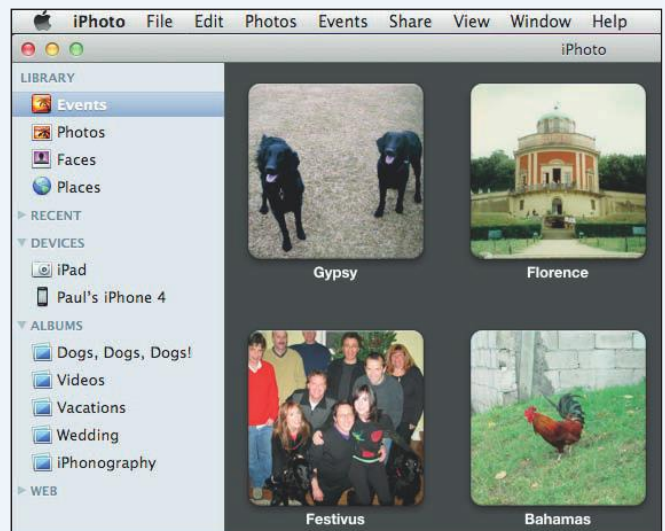 iPhoto File Edit Photos Events Share View Window Help
iPhoto
LIBRARY
Events
Photos
Faces
Places
RECENT
DEVICES
iPad
Paul's iPhone 4
ALBUMS
Dogs, Dogs, Dogs!
Videos
Vacations
Wedding
iPhonography
WEB
Gypsy
Florence
Festivus
Bahamas